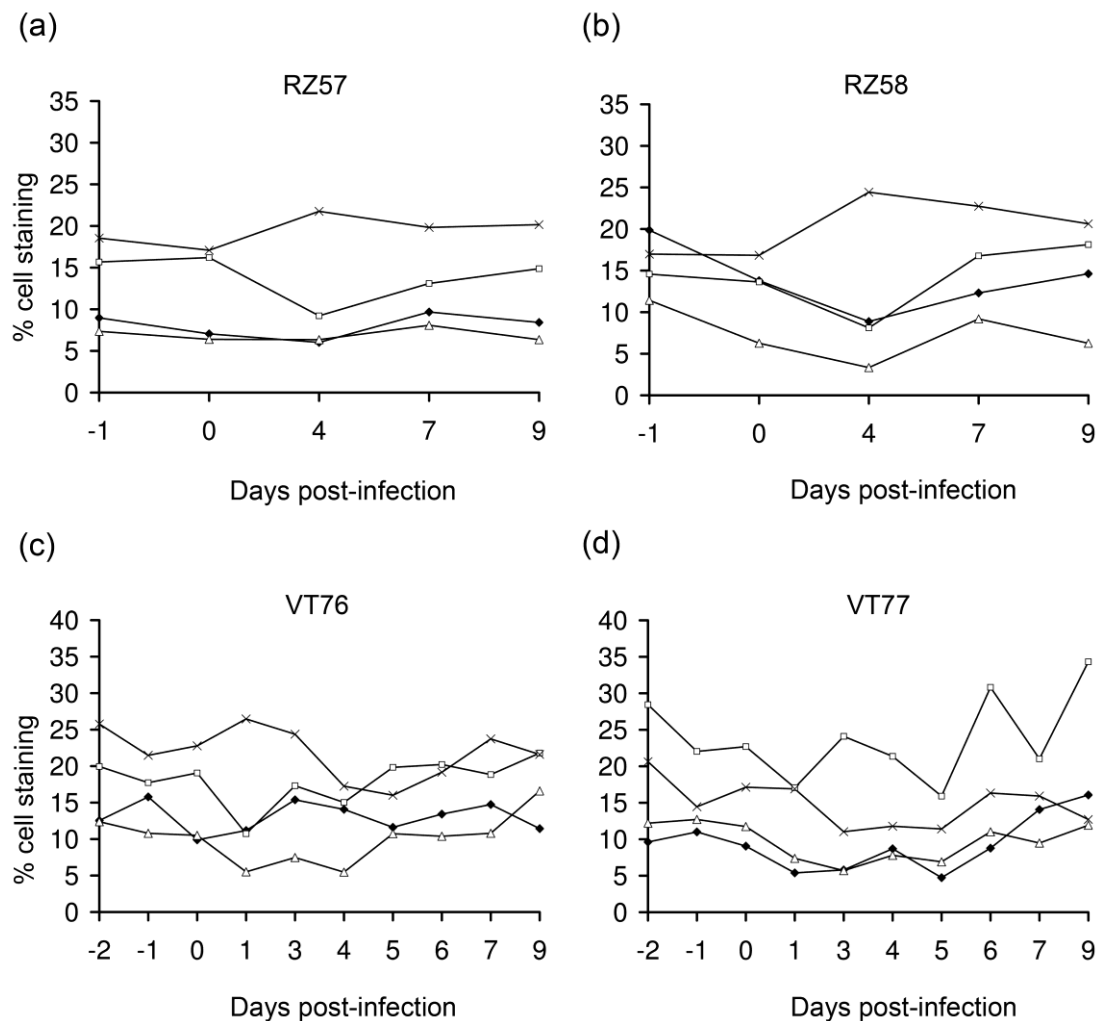 (a)
RZ57
35
30
25
20
15
10
5
0
% cell staining
-1 0 4 7 9
Days post-infection
(b)
RZ58
35
30
25
20
15
10
5
0
-1 0 4 7 9
Days post-infection
(c)
VT76
40
35
30
25
20
15
10
5
0
% cell staining
-2 -1 0 1 3 4 5 6 7 9
Days post-infection
(d)
VT77
40
35
30
25
20
15
10
5
0
-2 -1 0 1 3 4 5 6 7 9
Days post-infection